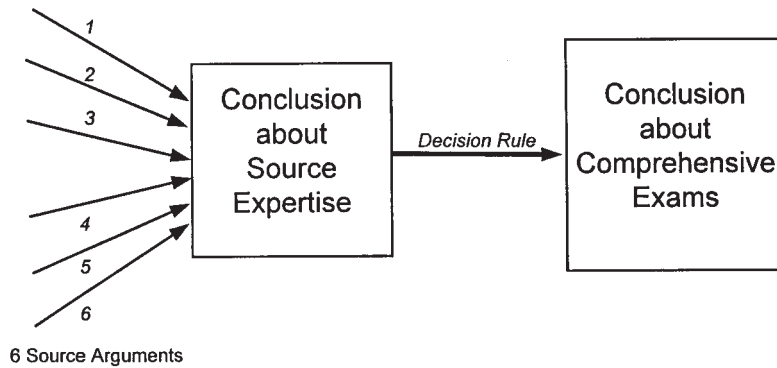 1
2
3
4
5
6
6 Source Arguments
Conclusion
about
Source
Expertise
Decision Rule
Conclusion
about
Comprehensive
Exams